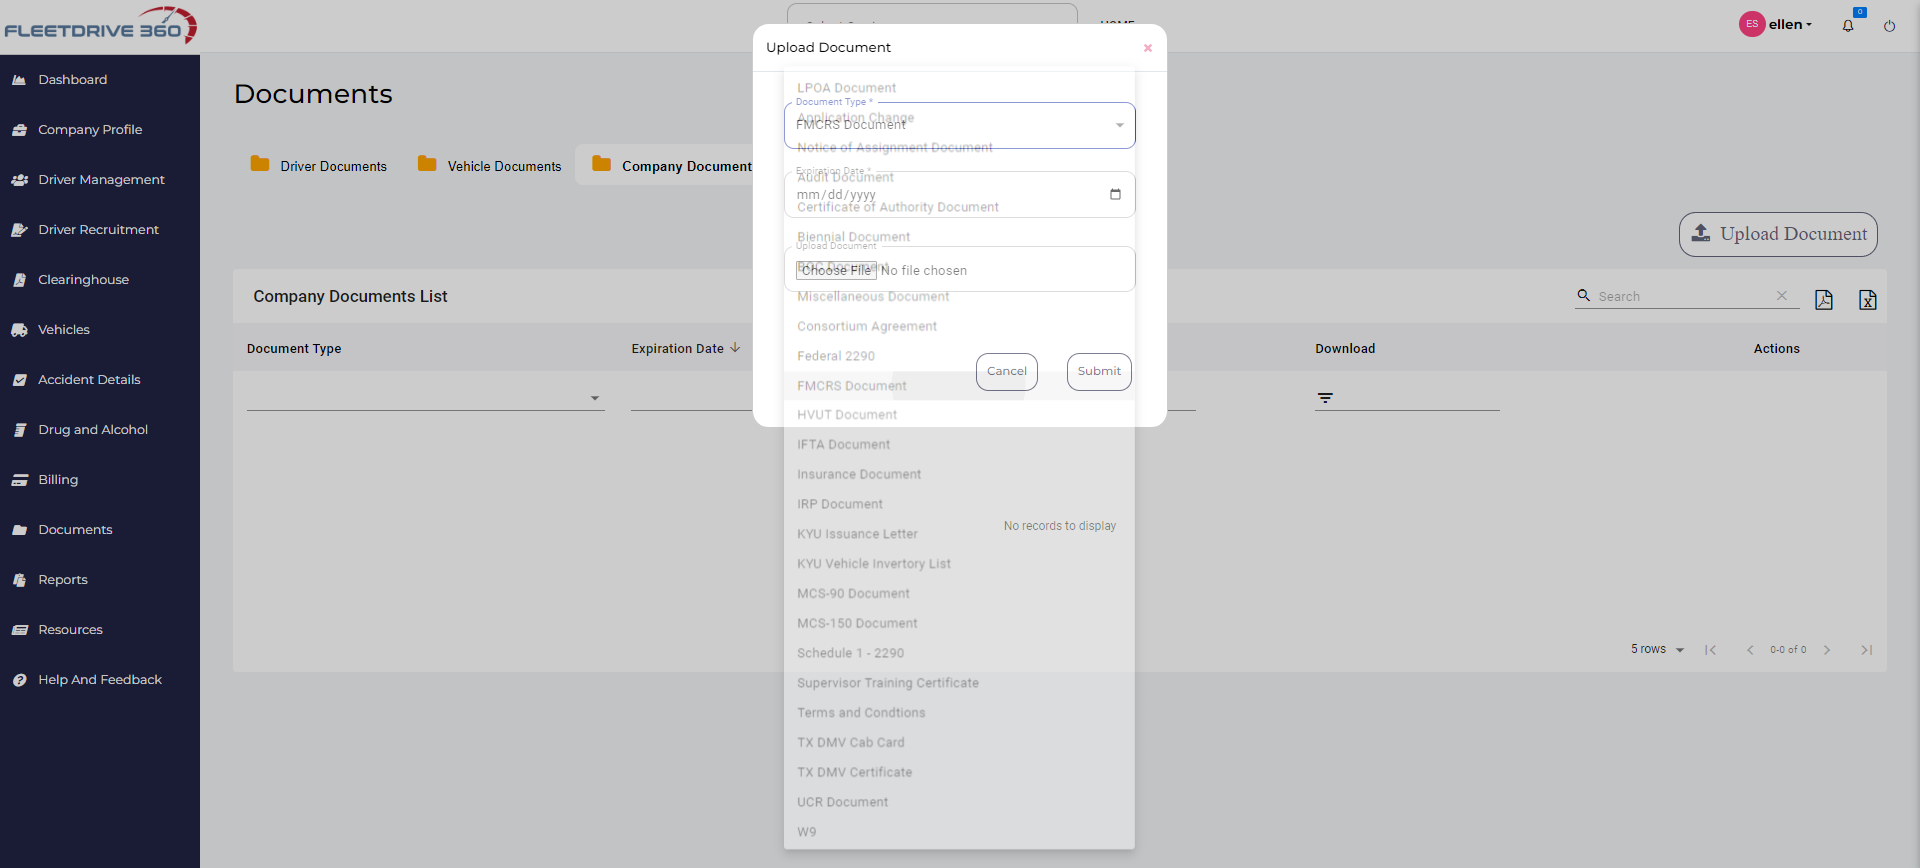 FLEETDRIVE 360
HOME
ES ellen
0
Dashboard
Company Profile
Driver Management
Driver Recruitment
Clearinghouse
Vehicles
Accident Details
Drug and Alcohol
Billing
Documents
Reports
Resources
Help And Feedback
Documents
Driver Documents
Vehicle Documents
Company Document
Upload Document
Company Documents List
Search
Document Type
Expiration Date
Download
Actions
No records to display
5 rows
0-0 of 0
Upload Document
×
Document Type *
FMCRS Document
Expiration Date *
mm/dd/yyyy
Upload Document
Choose File No file chosen
Cancel
Submit
LPOA Document
Application Change
Notice of Assignment Document
Audit Document
Certificate of Authority Document
Biennial Document
BOC Document
Miscellaneous Document
Consortium Agreement
Federal 2290
FMCRS Document
HVUT Document
IFTA Document
Insurance Document
IRP Document
KYU Issuance Letter
KYU Vehicle Invertory List
MCS-90 Document
MCS-150 Document
Schedule 1 - 2290
Supervisor Training Certificate
Terms and Condtions
TX DMV Cab Card
TX DMV Certificate
UCR Document
W9